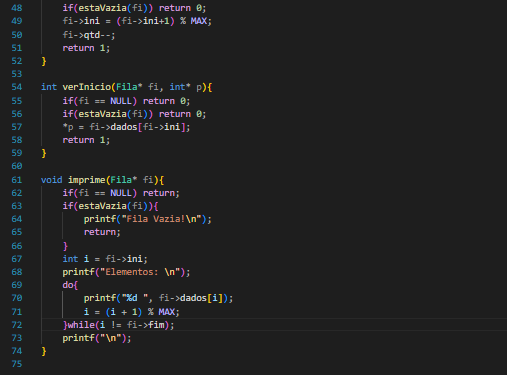 48 if(estaVazia(fi)) return 0;
49 fi->ini = (fi->ini+1) % MAX;
50 fi->qtd--;
51 return 1;
52 }
53
54 int verInicio(Fila* fi, int* p){
55 if(fi == NULL) return 0;
56 if(estaVazia(fi)) return 0;
57 *p = fi->dados[fi->ini];
58 return 1;
59 }
60
61 void imprime(Fila* fi){
62 if(fi == NULL) return;
63 if(estaVazia(fi)){
64 printf("Fila Vazia!\n");
65 return;
66 }
67 int i = fi->ini;
68 printf("Elementos: \n");
69 do{
70 printf("%d ", fi->dados[i]);
71 i = (i + 1) % MAX;
72 }while(i != fi->fim);
73 printf("\n");
74 }
75